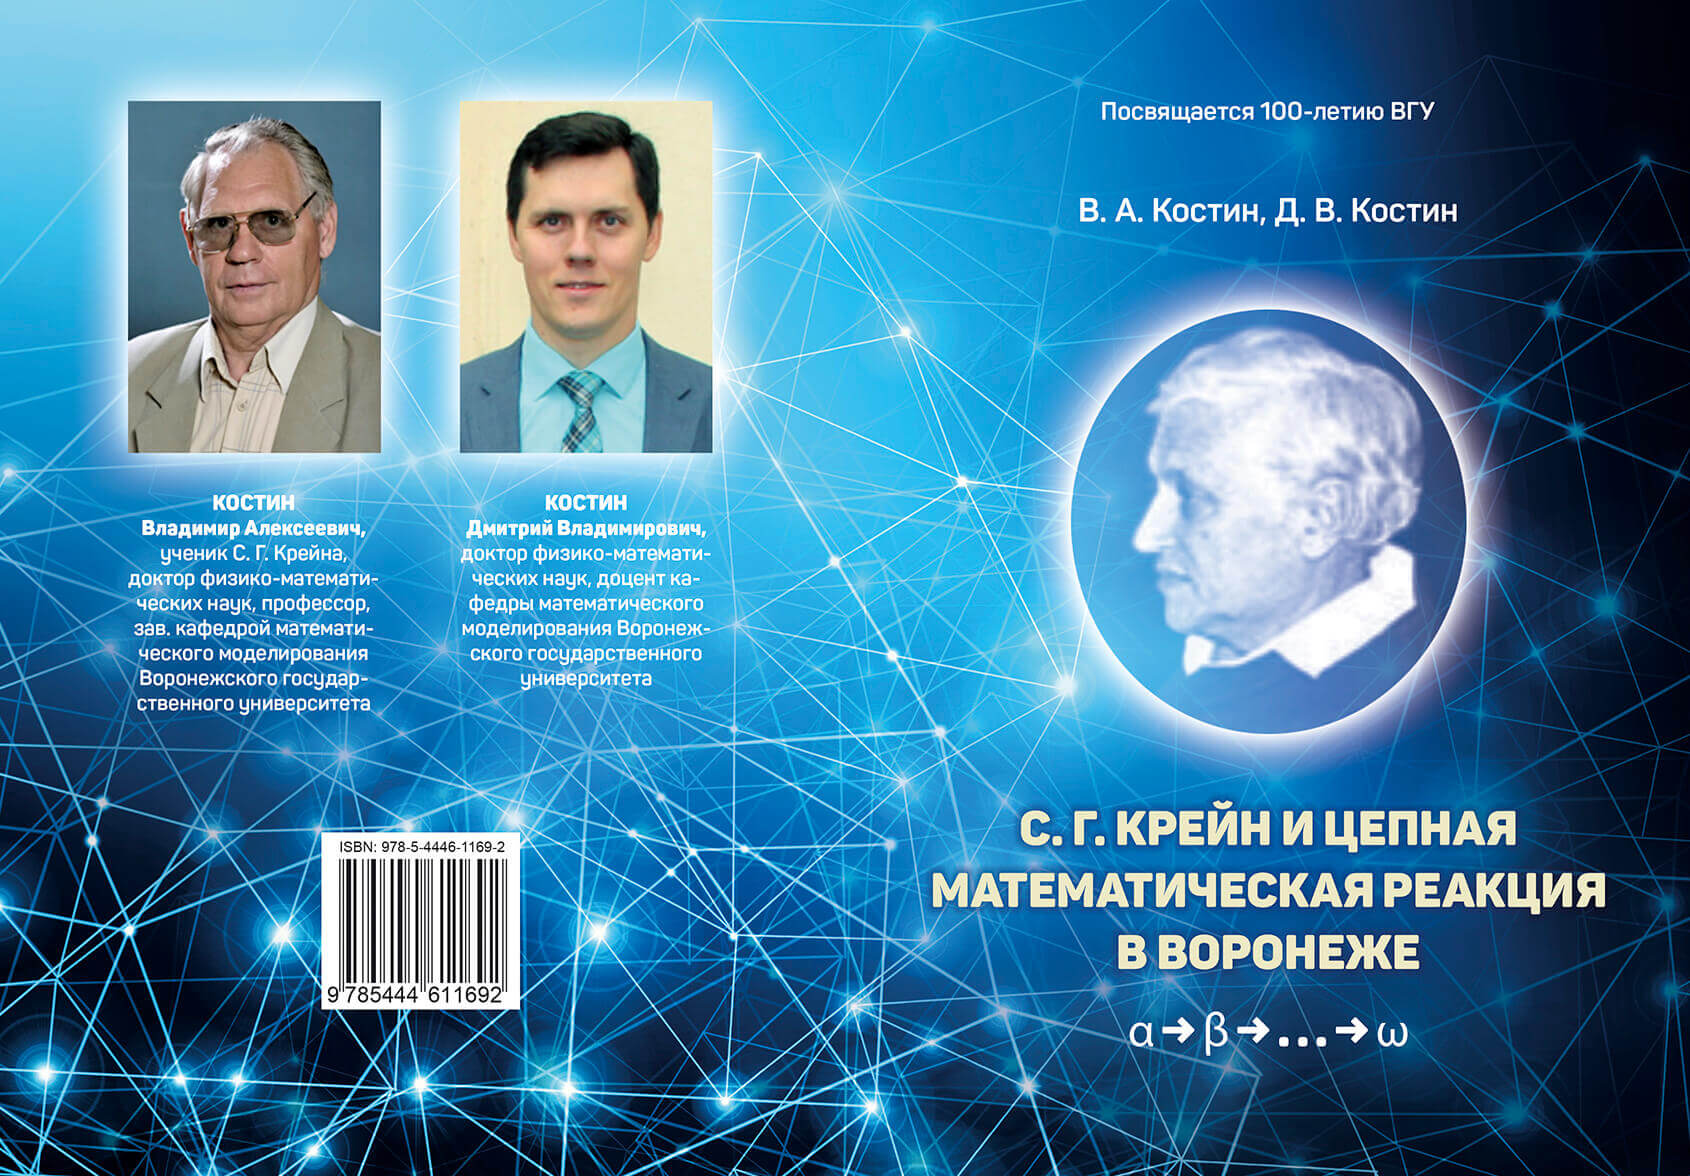 КОСТИН
Владимир Алексеевич,
ученик С. Г. Крейна,
доктор физико-математи-
ческих наук, профессор,
зав. кафедрой математи-
ческого моделирования
Воронежского государ-
ственного университета
КОСТИН
Дмитрий Владимирович,
доктор физико-математи-
ческих наук, доцент ка-
федры математического
моделирования Воронеж-
ского государственного
университета
ISBN: 978-5-4446-1169-2
9 785444 611692
Посвящается 100-летию ВГУ
В. А. Костин, Д. В. Костин
С. Г. КРЕЙН И ЦЕПНАЯ
МАТЕМАТИЧЕСКАЯ РЕАКЦИЯ
В ВОРОНЕЖЕ
α➔β➔...➔ω